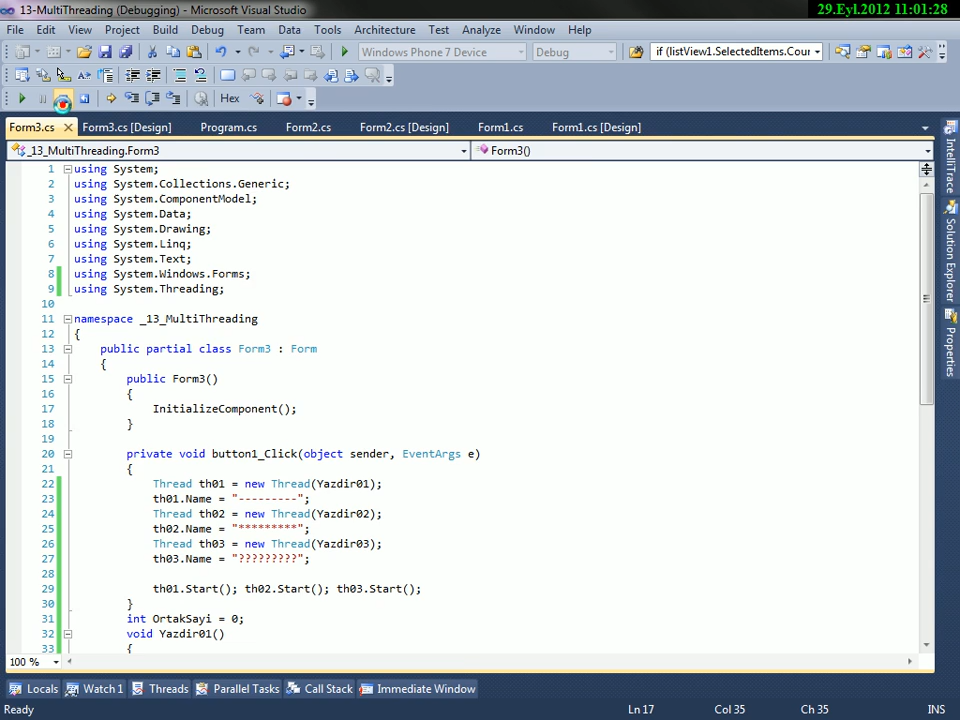 13-MultiThreading (Debugging) - Microsoft Visual Studio
29.Eyl.2012 11:01:28
File Edit View Project Build Debug Team Data Tools Architecture Test Analyze Window Help
Windows Phone 7 Device Debug if (listView1.SelectedItems.Cour
Hex
Form3.cs Form3.cs [Design] Program.cs Form2.cs Form2.cs [Design] Form1.cs Form1.cs [Design]
_13_MultiThreading.Form3 Form3()
1 using System;
2 using System.Collections.Generic;
3 using System.ComponentModel;
4 using System.Data;
5 using System.Drawing;
6 using System.Linq;
7 using System.Text;
8 using System.Windows.Forms;
9 using System.Threading;
10
11 namespace _13_MultiThreading
12 {
13 public partial class Form3 : Form
14 {
15 public Form3()
16 {
17 InitializeComponent();
18 }
19
20 private void button1_Click(object sender, EventArgs e)
21 {
22 Thread th01 = new Thread(Yazdir01);
23 th01.Name = "---------";
24 Thread th02 = new Thread(Yazdir02);
25 th02.Name = "*********";
26 Thread th03 = new Thread(Yazdir03);
27 th03.Name = "?????????";
28
29 th01.Start(); th02.Start(); th03.Start();
30 }
31 int OrtakSayi = 0;
32 void Yazdir01()
33 {
100 %
IntelliTrace
Solution Explorer
Properties
Locals Watch 1 Threads Parallel Tasks Call Stack Immediate Window
Ready Ln 17 Col 35 Ch 35 INS